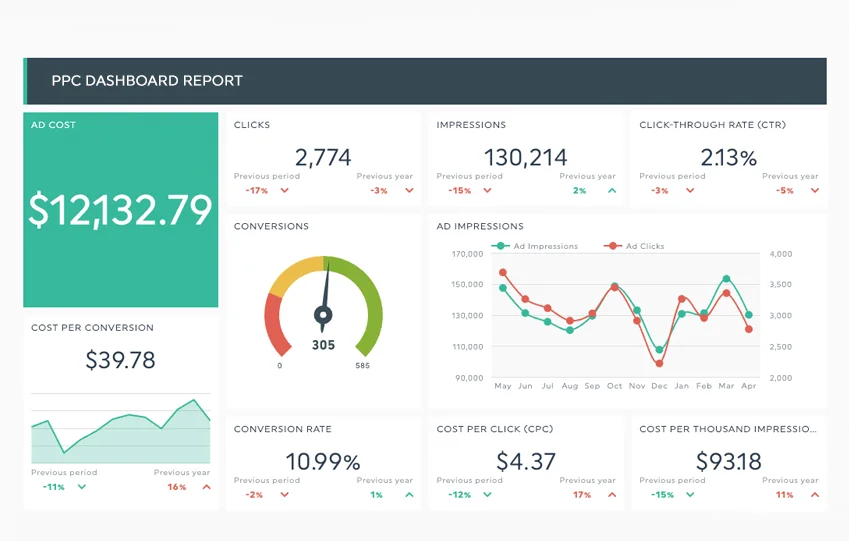 PPC DASHBOARD REPORT
AD COST
$12,132.79
CLICKS
2,774
Previous period Previous year
-17% -3%
IMPRESSIONS
130,214
Previous period Previous year
-15% 2%
CLICK-THROUGH RATE (CTR)
2.13%
Previous period Previous year
-3% -5%
CONVERSIONS
305
0 585
AD IMPRESSIONS
Ad Impressions Ad Clicks
170,000 4,000
150,000 3,500
130,000 3,000
110,000 2,500
90,000 2,000
May Jun Jul Aug Sep Oct Nov Dec Jan Feb Mar Apr
COST PER CONVERSION
$39.78
Previous period Previous year
-11% 16%
CONVERSION RATE
10.99%
Previous period Previous year
-2% 1%
COST PER CLICK (CPC)
$4.37
Previous period Previous year
-12% 17%
COST PER THOUSAND IMPRESSIO...
$93.18
Previous period Previous year
-15% 11%